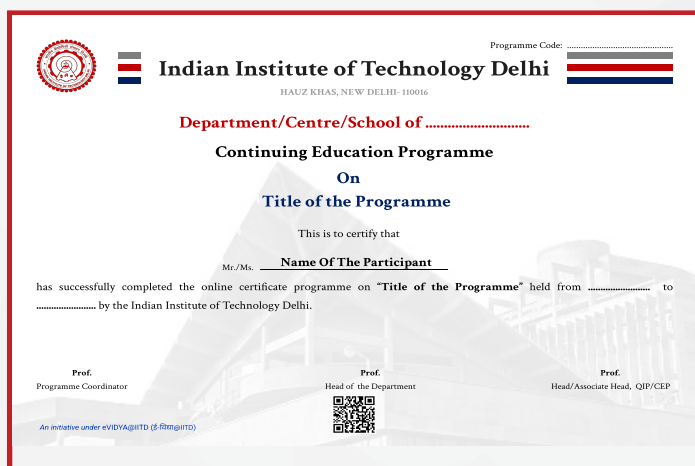 Programme Code: ............................................
Indian Institute of Technology Delhi
HAUZ KHAS, NEW DELHI- 110016
Department/Centre/School of ............................
Continuing Education Programme
On
Title of the Programme
This is to certify that
Mr./Ms. Name Of The Participant
has successfully completed the online certificate programme on “Title of the Programme” held from ........................ to
....................... by the Indian Institute of Technology Delhi.
Prof. Prof. Prof.
Programme Coordinator Head of the Department Head/Associate Head, QIP/CEP
An initiative under eVIDYA@IITD (ई-विद्या@IITD)